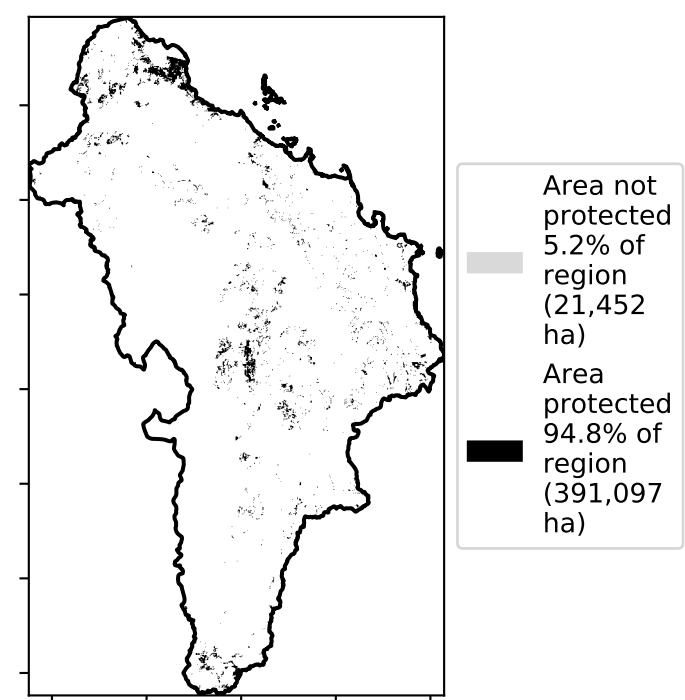 Area not
protected
5.2% of
region
(21,452
ha)
Area
protected
94.8% of
region
(391,097
ha)